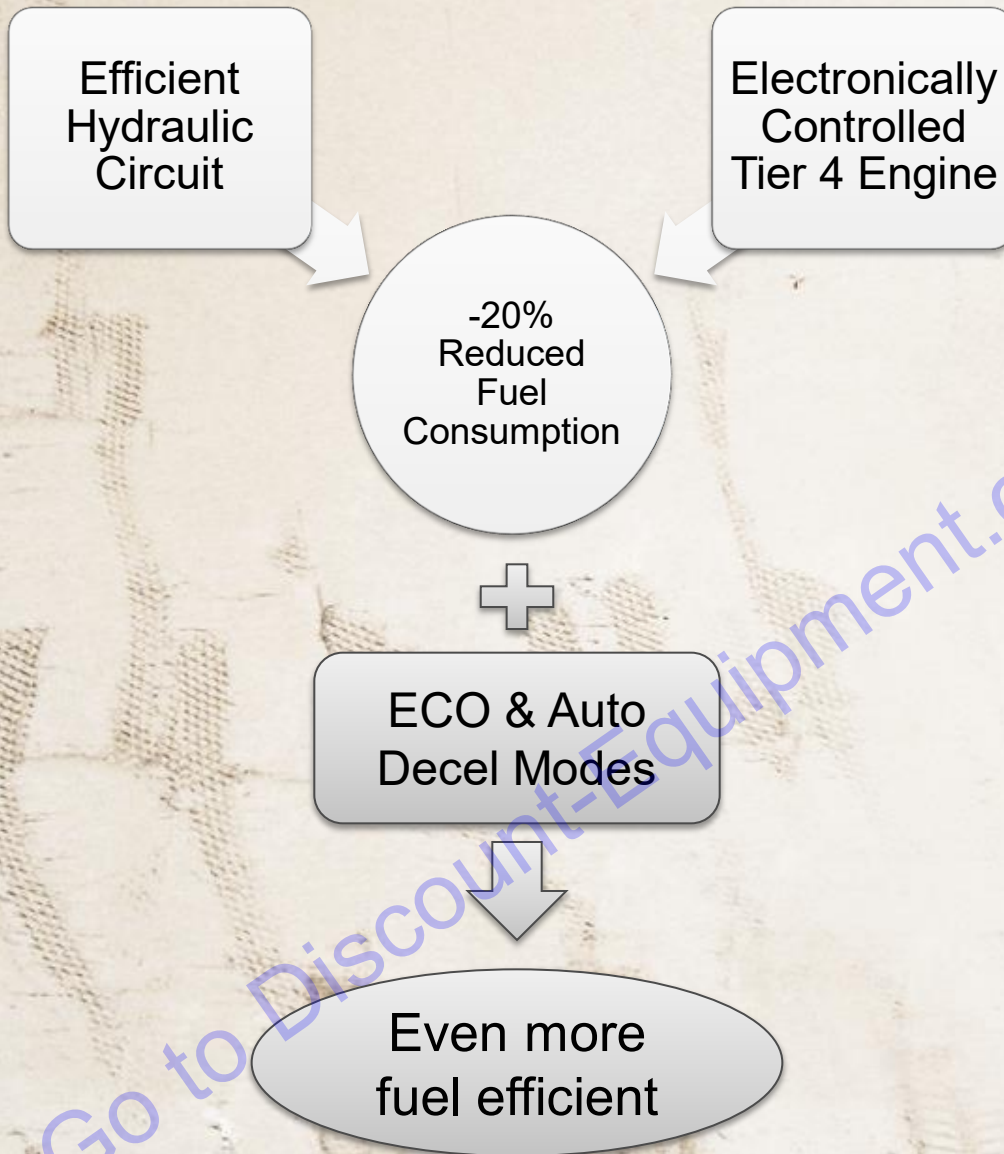 Efficient
Hydraulic
Circuit
Electronically
Controlled
Tier 4 Engine
-20%
Reduced
Fuel
Consumption
ECO & Auto
Decel Modes
Even more
fuel efficient
Go to Discount-Equipment.